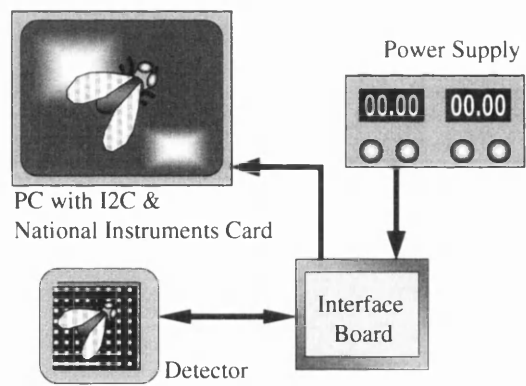 Power Supply
00.00 00.00
PC with I2C &
National Instruments Card
Interface
Board
Detector